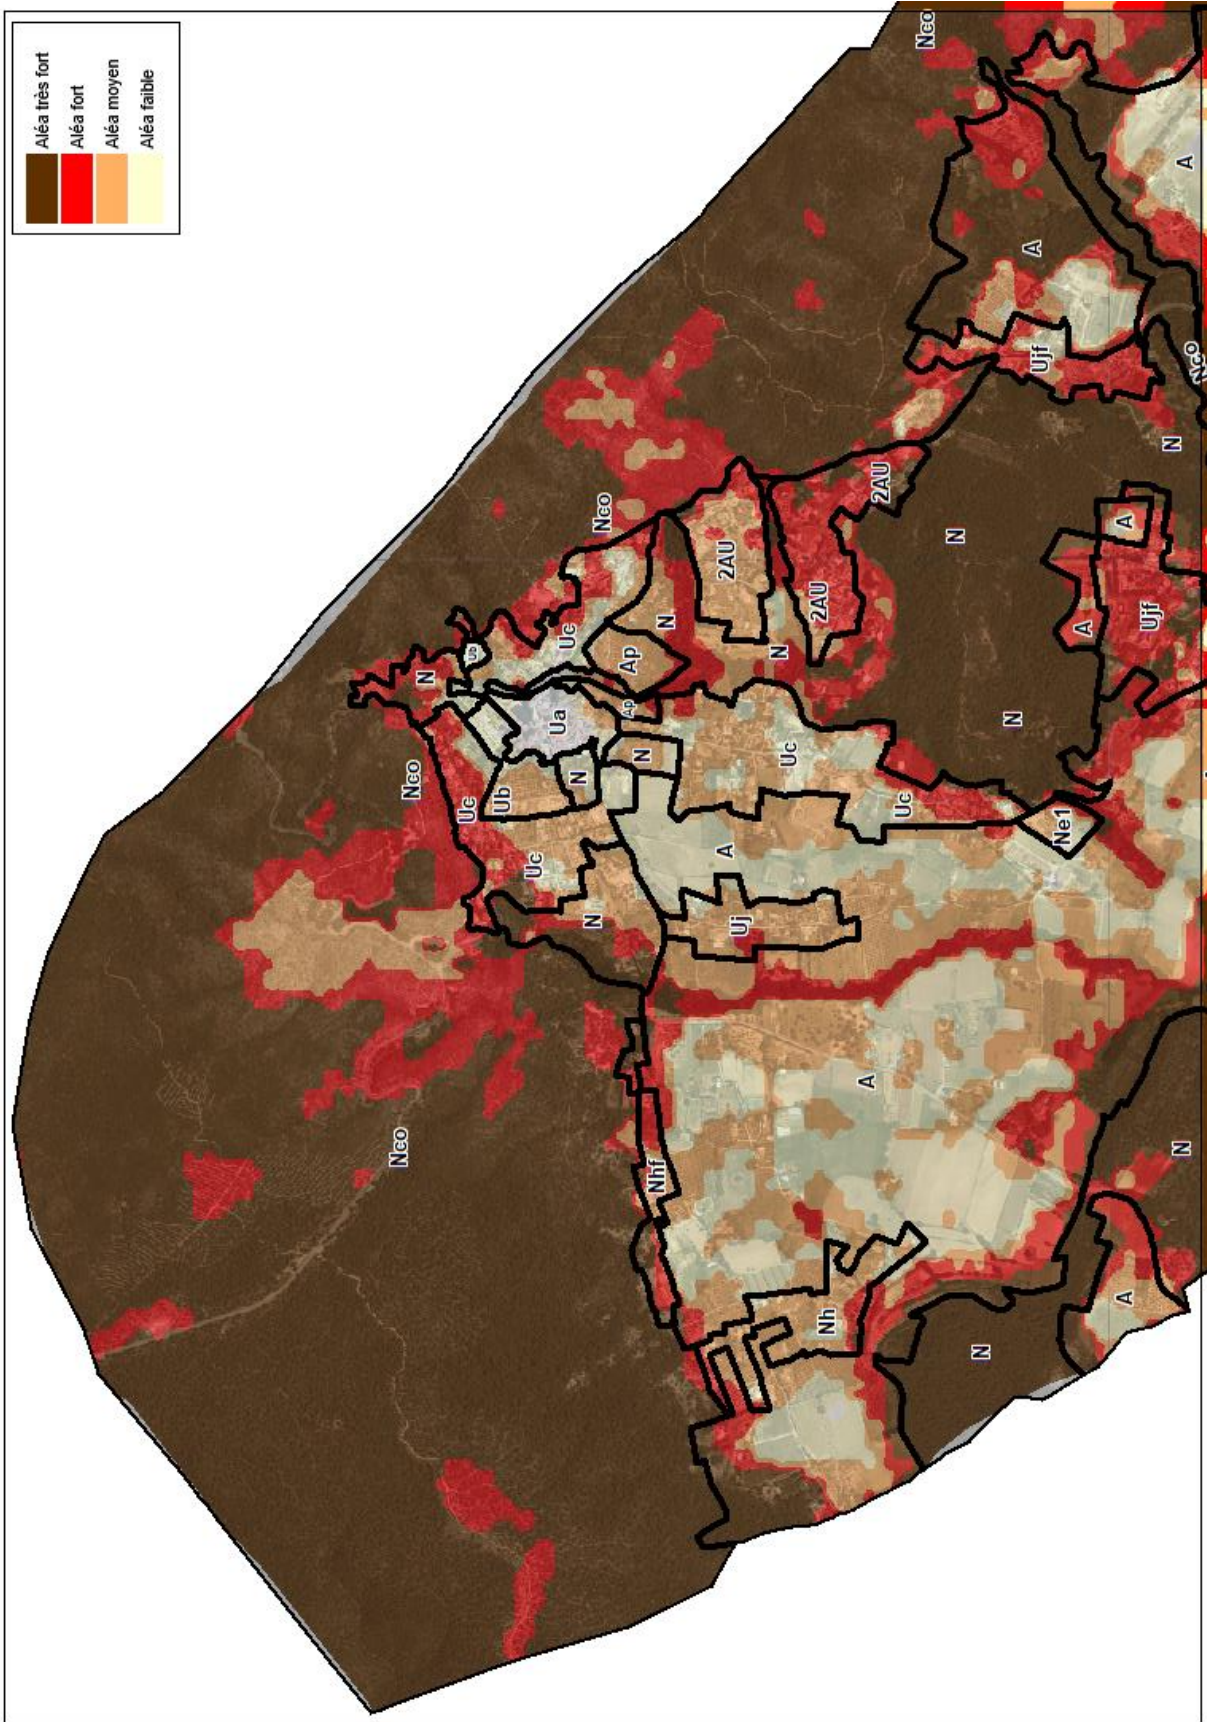 Aléa très fort
Aléa fort
Aléa moyen
Aléa faible
Nco
A
A
Ujf
Nco
N
2AU
Nco
2AU
2AU
N
A
N
Ub
Uc
N
Ap
N
A
Ujf
N
Ua
Ap
N
Uc
N
Nco
Uc
Ub
N
Uc
Ne1
Uc
A
N
Uj
A
Nco
Nhf
N
Nh
A
N